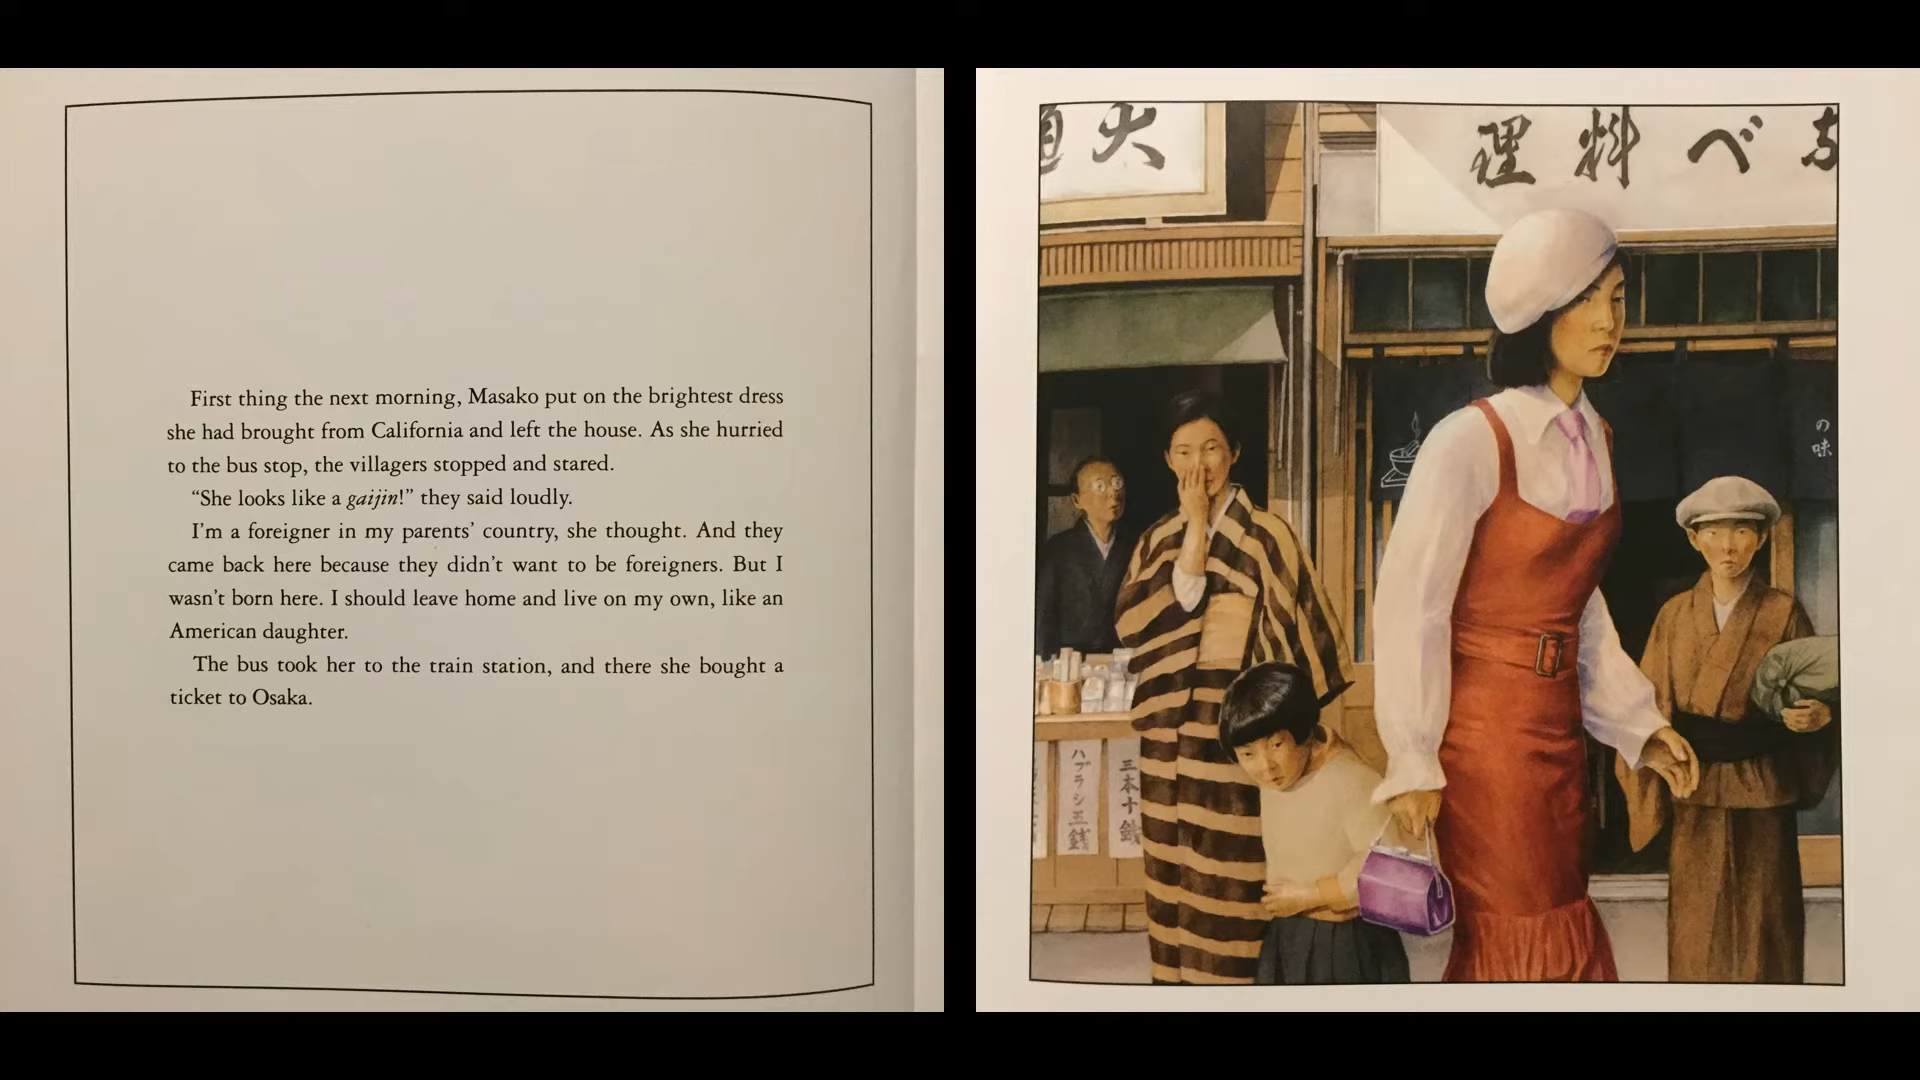 First thing the next morning, Masako put on the brightest dress
she had brought from California and left the house. As she hurried
to the bus stop, the villagers stopped and stared.
“She looks like a gaijin!” they said loudly.
I’m a foreigner in my parents’ country, she thought. And they
came back here because they didn’t want to be foreigners. But I
wasn’t born here. I should leave home and live on my own, like an
American daughter.
The bus took her to the train station, and there she bought a
ticket to Osaka.
理料べ
の味
ハブラシ五銭
三本十銭